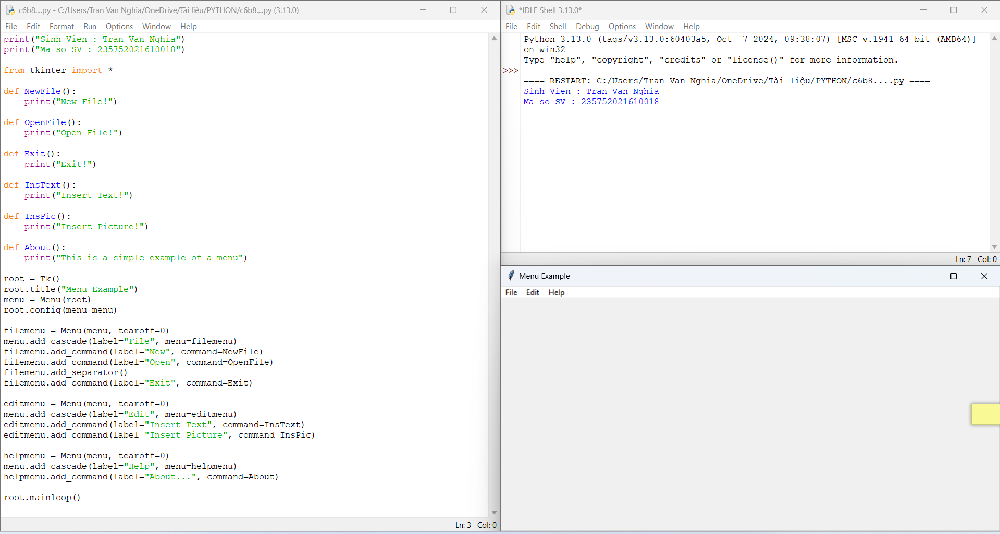 c6b8....py - C:/Users/Tran Van Nghia/OneDrive/Tài liệu/PYTHON/c6b8....py (3.13.0)
File Edit Format Run Options Window Help
print("Sinh Vien : Tran Van Nghia")
print("Ma so SV : 235752021610018")

from tkinter import *

def NewFile():
    print("New File!")

def OpenFile():
    print("Open File!")

def Exit():
    print("Exit!")

def InsText():
    print("Insert Text!")

def InsPic():
    print("Insert Picture!")

def About():
    print("This is a simple example of a menu")

root = Tk()
root.title("Menu Example")
menu = Menu(root)
root.config(menu=menu)

filemenu = Menu(menu, tearoff=0)
menu.add_cascade(label="File", menu=filemenu)
filemenu.add_command(label="New", command=NewFile)
filemenu.add_command(label="Open", command=OpenFile)
filemenu.add_separator()
filemenu.add_command(label="Exit", command=Exit)

editmenu = Menu(menu, tearoff=0)
menu.add_cascade(label="Edit", menu=editmenu)
editmenu.add_command(label="Insert Text", command=InsText)
editmenu.add_command(label="Insert Picture", command=InsPic)

helpmenu = Menu(menu, tearoff=0)
menu.add_cascade(label="Help", menu=helpmenu)
helpmenu.add_command(label="About...", command=About)

root.mainloop()
Ln: 3 Col: 0
*IDLE Shell 3.13.0*
File Edit Shell Debug Options Window Help
Python 3.13.0 (tags/v3.13.0:60403a5, Oct  7 2024, 09:38:07) [MSC v.1941 64 bit (AMD64)]
on win32
Type "help", "copyright", "credits" or "license()" for more information.
>>>
==== RESTART: C:/Users/Tran Van Nghia/OneDrive/Tài liệu/PYTHON/c6b8....py ====
Sinh Vien : Tran Van Nghia
Ma so SV : 235752021610018
Ln: 7 Col: 0
Menu Example
File Edit Help